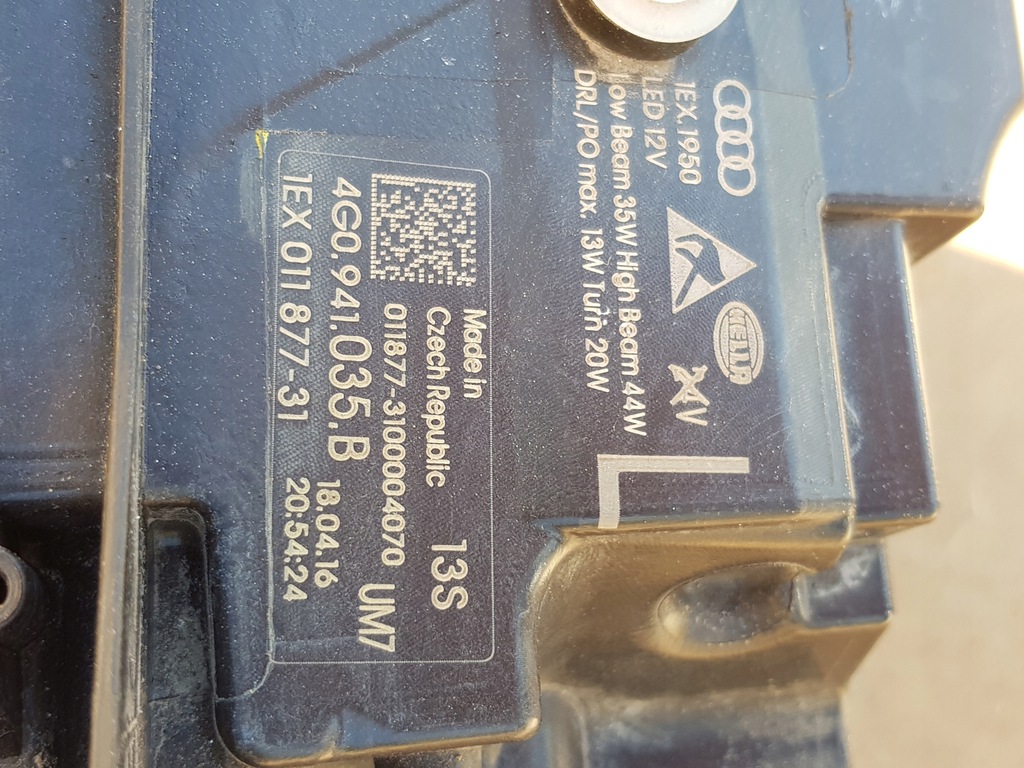 1EX.1950
LED 12V
Low Beam 35W High Beam 44W
DRL/PO max. 13W Turn 20W
HELLA
L
Made in
Czech Republic
13S
011877-3100004070 UM7
4G0.941.035.B
18.04.16
1EX 011 877-31
20:54:24